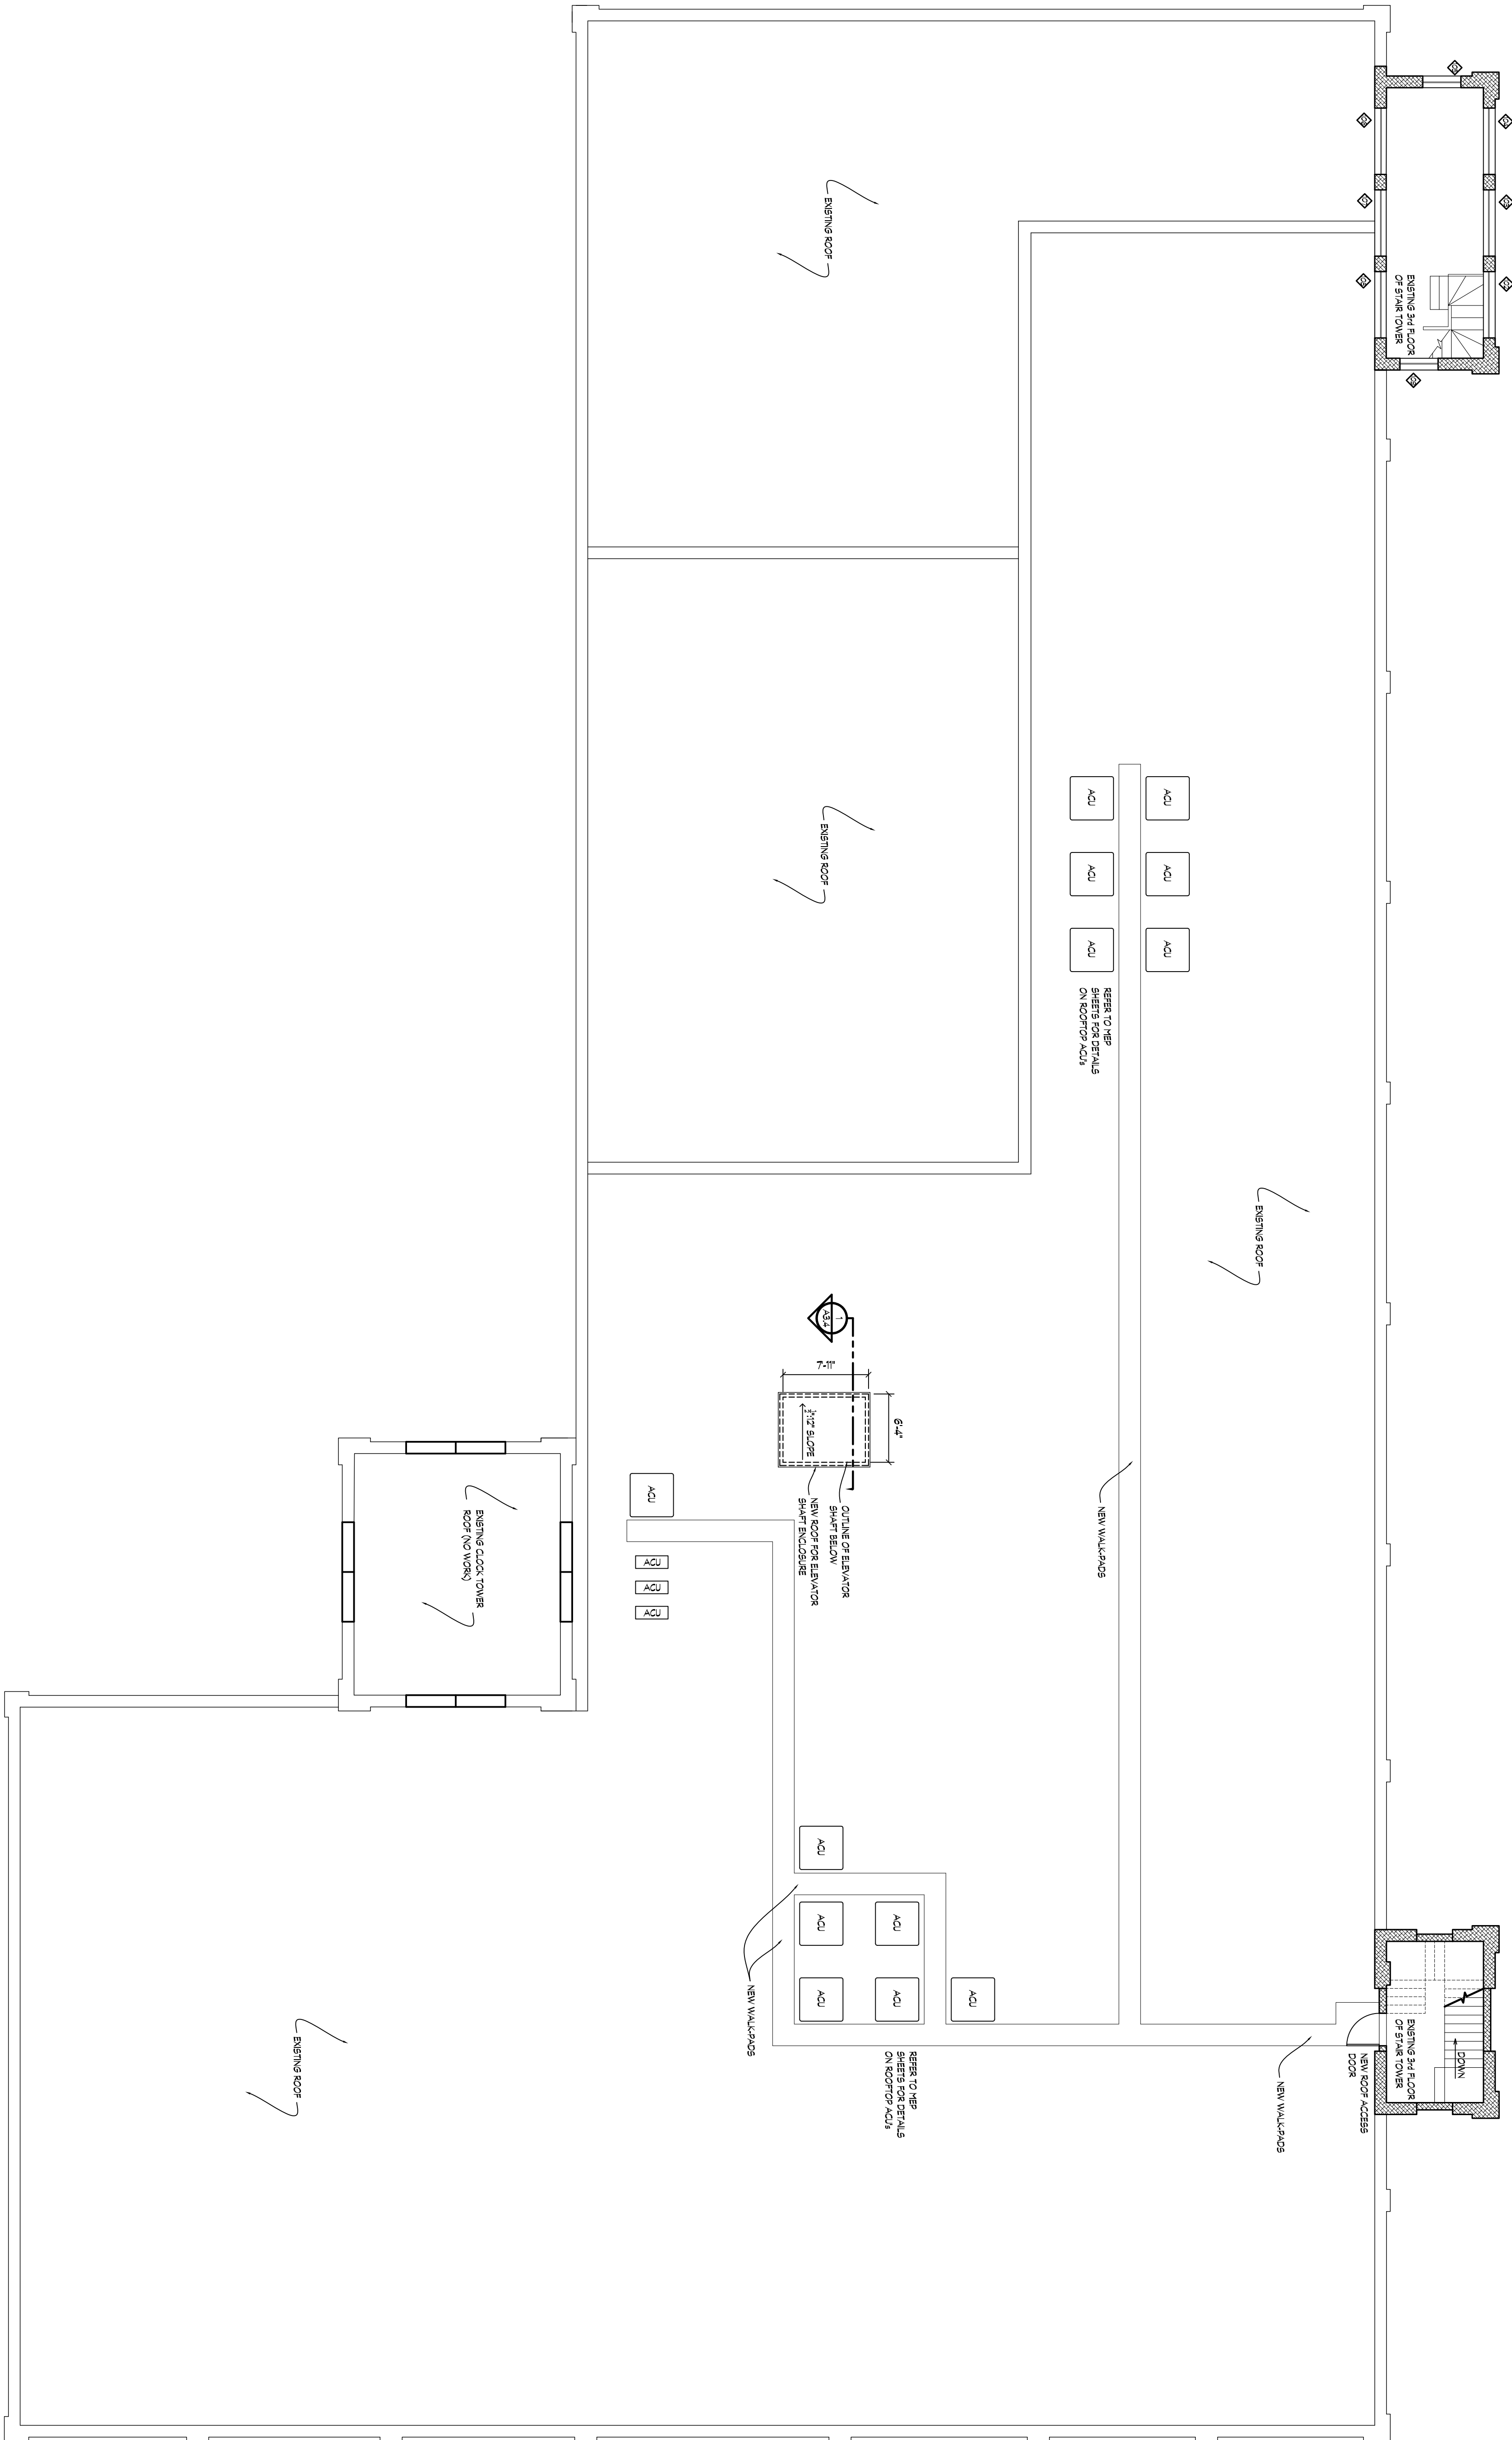 EXISTING 3rd FLOOR
OF STAIR TOWER
EXISTING ROOF
ACU
ACU
ACU
ACU
ACU
ACU
REFER TO MEP
SHEETS FOR DETAILS
ON ROOFTOP ACU's
EXISTING ROOF
EXISTING ROOF
1
A3.4
7'-11"
6'-4"
1/2":12" SLOPE
OUTLINE OF ELEVATOR
SHAFT BELOW
NEW ROOF FOR ELEVATOR
SHAFT ENCLOSURE
NEW WALK-PADS
EXISTING CLOCK TOWER
ROOF (NO WORK)
ACU
ACU
ACU
ACU
ACU
ACU
ACU
ACU
ACU
ACU
NEW WALK-PADS
REFER TO MEP
SHEETS FOR DETAILS
ON ROOFTOP ACU's
DOWN
EXISTING 3rd FLOOR
OF STAIR TOWER
NEW ROOF ACCESS
DOOR
NEW WALK-PADS
EXISTING ROOF